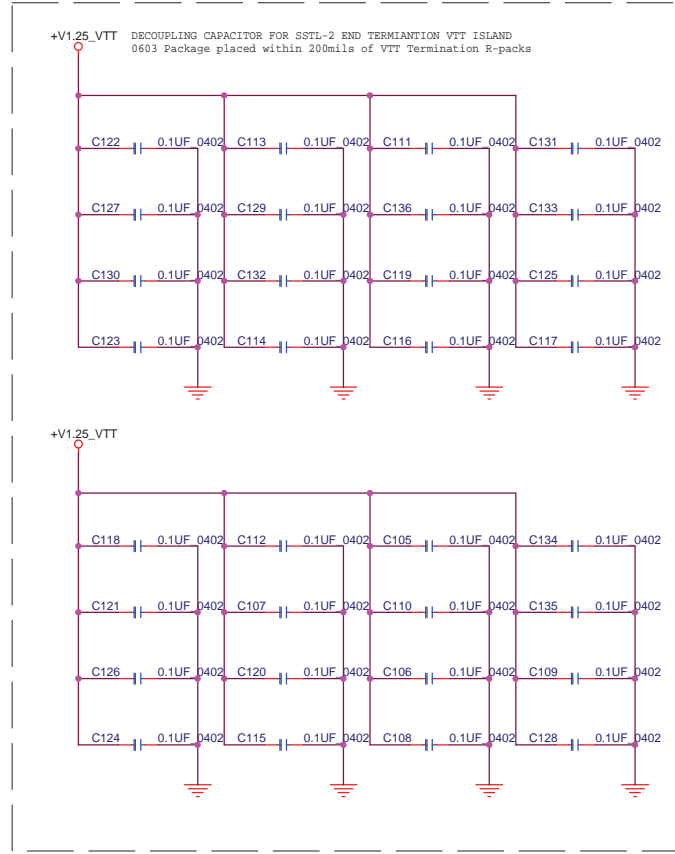 +V1.25_VTT DECOUPLING CAPACITOR FOR SSTL-2 END TERMIANTION VTT ISLAND
0603 Package placed within 200mils of VTT Termination R-packs
C122 0.1UF_0402 C113 0.1UF_0402 C111 0.1UF_0402 C131 0.1UF_0402
C127 0.1UF_0402 C129 0.1UF_0402 C136 0.1UF_0402 C133 0.1UF_0402
C130 0.1UF_0402 C132 0.1UF_0402 C119 0.1UF_0402 C125 0.1UF_0402
C123 0.1UF_0402 C114 0.1UF_0402 C116 0.1UF_0402 C117 0.1UF_0402
+V1.25_VTT
C118 0.1UF_0402 C112 0.1UF_0402 C105 0.1UF_0402 C134 0.1UF_0402
C121 0.1UF_0402 C107 0.1UF_0402 C110 0.1UF_0402 C135 0.1UF_0402
C126 0.1UF_0402 C120 0.1UF_0402 C106 0.1UF_0402 C109 0.1UF_0402
C124 0.1UF_0402 C115 0.1UF_0402 C108 0.1UF_0402 C128 0.1UF_0402